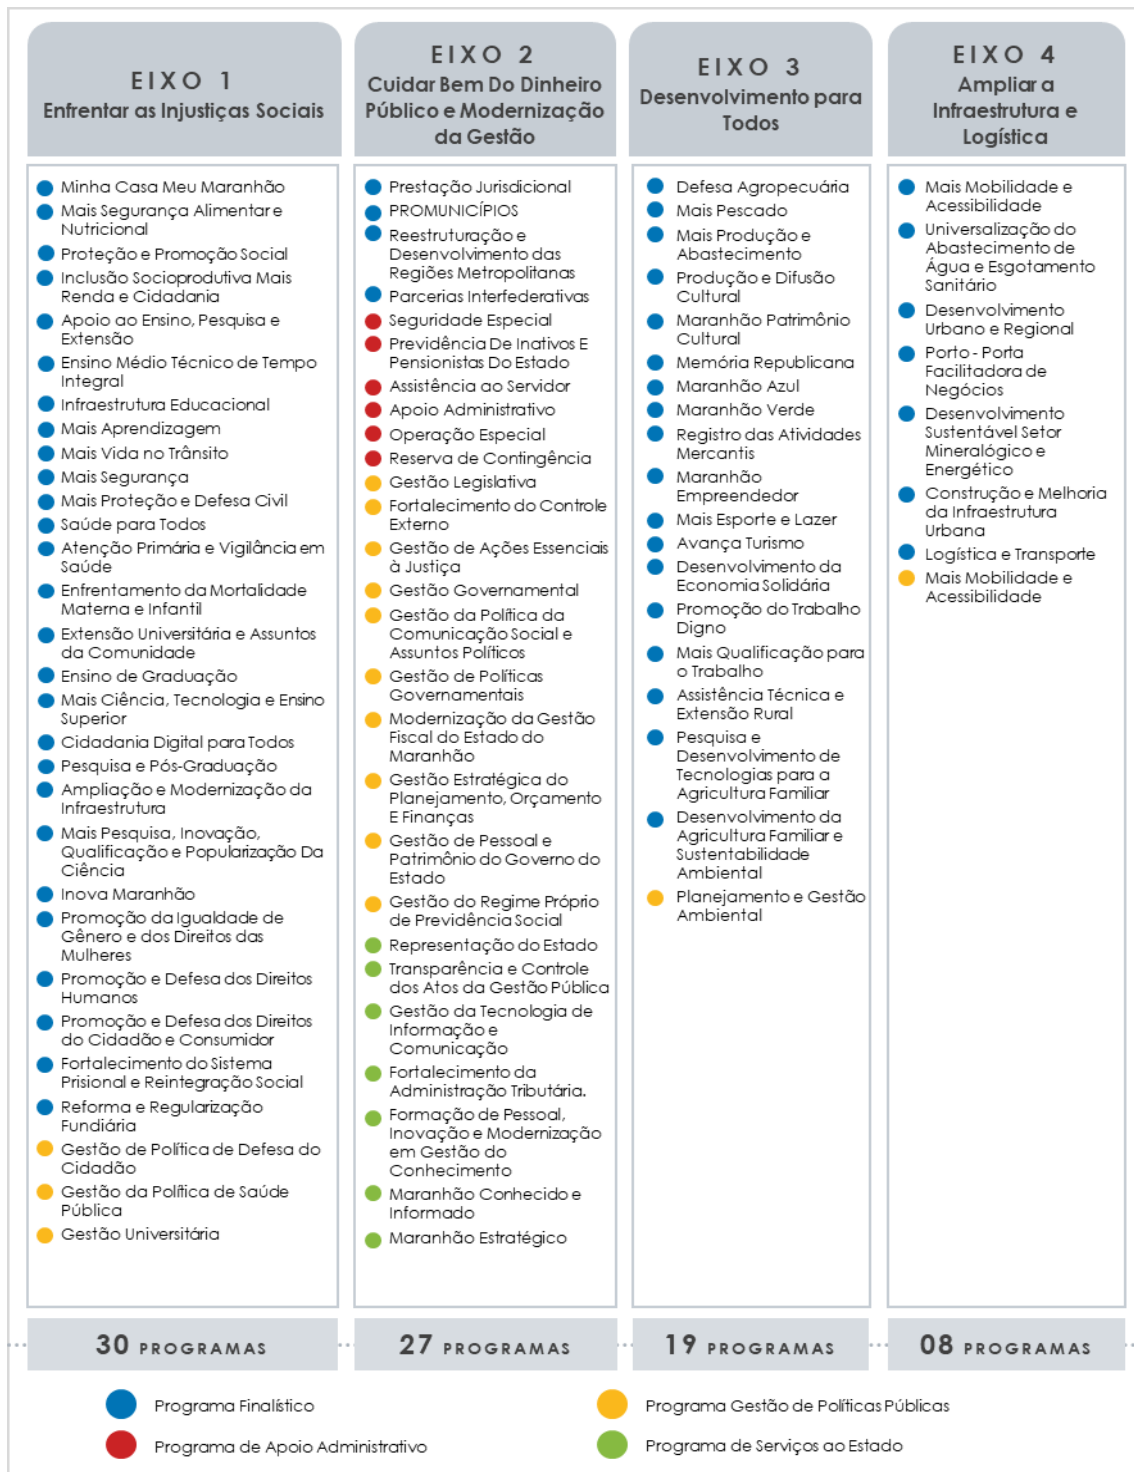 EIXO 1
Enfrentar as Injustiças Sociais
Minha Casa Meu Maranhão
Mais Segurança Alimentar e
Nutricional
Proteção e Promoção Social
Inclusão Socioprodutiva Mais
Renda e Cidadania
Apoio ao Ensino, Pesquisa e
Extensão
Ensino Médio Técnico de Tempo
Integral
Infraestrutura Educacional
Mais Aprendizagem
Mais Vida no Trânsito
Mais Segurança
Mais Proteção e Defesa Civil
Saúde para Todos
Atenção Primária e Vigilância em
Saúde
Enfrentamento da Mortalidade
Materna e Infantil
Extensão Universitária e Assuntos
da Comunidade
Ensino de Graduação
Mais Ciência, Tecnologia e Ensino
Superior
Cidadania Digital para Todos
Pesquisa e Pós-Graduação
Ampliação e Modernização da
Infraestrutura
Mais Pesquisa, Inovação,
Qualificação e Popularização Da
Ciência
Inova Maranhão
Promoção da Igualdade de
Gênero e dos Direitos das
Mulheres
Promoção e Defesa dos Direitos
Humanos
Promoção e Defesa dos Direitos
do Cidadão e Consumidor
Fortalecimento do Sistema
Prisional e Reintegração Social
Reforma e Regularização
Fundiária
Gestão de Política de Defesa do
Cidadão
Gestão da Política de Saúde
Pública
Gestão Universitária
30 PROGRAMAS
EIXO 2
Cuidar Bem Do Dinheiro
Público e Modernização
da Gestão
Prestação Jurisdicional
PROMUNICÍPIOS
Reestruturação e
Desenvolvimento das
Regiões Metropolitanas
Parcerias Interfederativas
Seguridade Especial
Previdência De Inativos E
Pensionistas Do Estado
Assistência ao Servidor
Apoio Administrativo
Operação Especial
Reserva de Contingência
Gestão Legislativa
Fortalecimento do Controle
Externo
Gestão de Ações Essenciais
à Justiça
Gestão Governamental
Gestão da Política da
Comunicação Social e
Assuntos Políticos
Gestão de Políticas
Governamentais
Modernização da Gestão
Fiscal do Estado do
Maranhão
Gestão Estratégica do
Planejamento, Orçamento
E Finanças
Gestão de Pessoal e
Patrimônio do Governo do
Estado
Gestão do Regime Próprio
de Previdência Social
Representação do Estado
Transparência e Controle
dos Atos da Gestão Pública
Gestão da Tecnologia de
Informação e
Comunicação
Fortalecimento da
Administração Tributária.
Formação de Pessoal,
Inovação e Modernização
em Gestão do
Conhecimento
Maranhão Conhecido e
Informado
Maranhão Estratégico
27 PROGRAMAS
EIXO 3
Desenvolvimento para
Todos
Defesa Agropecuária
Mais Pescado
Mais Produção e
Abastecimento
Produção e Difusão
Cultural
Maranhão Patrimônio
Cultural
Memória Republicana
Maranhão Azul
Maranhão Verde
Registro das Atividades
Mercantis
Maranhão
Empreendedor
Mais Esporte e Lazer
Avança Turismo
Desenvolvimento da
Economia Solidária
Promoção do Trabalho
Digno
Mais Qualificação para
o Trabalho
Assistência Técnica e
Extensão Rural
Pesquisa e
Desenvolvimento de
Tecnologias para a
Agricultura Familiar
Desenvolvimento da
Agricultura Familiar e
Sustentabilidade
Ambiental
Planejamento e Gestão
Ambiental
19 PROGRAMAS
EIXO 4
Ampliar a
Infraestrutura e
Logística
Mais Mobilidade e
Acessibilidade
Universalização do
Abastecimento de
Água e Esgotamento
Sanitário
Desenvolvimento
Urbano e Regional
Porto - Porta
Facilitadora de
Negócios
Desenvolvimento
Sustentável Setor
Mineralógico e
Energético
Construção e Melhoria
da Infraestrutura
Urbana
Logística e Transporte
Mais Mobilidade e
Acessibilidade
08 PROGRAMAS
Programa Finalístico
Programa de Apoio Administrativo
Programa Gestão de Políticas Públicas
Programa de Serviços ao Estado